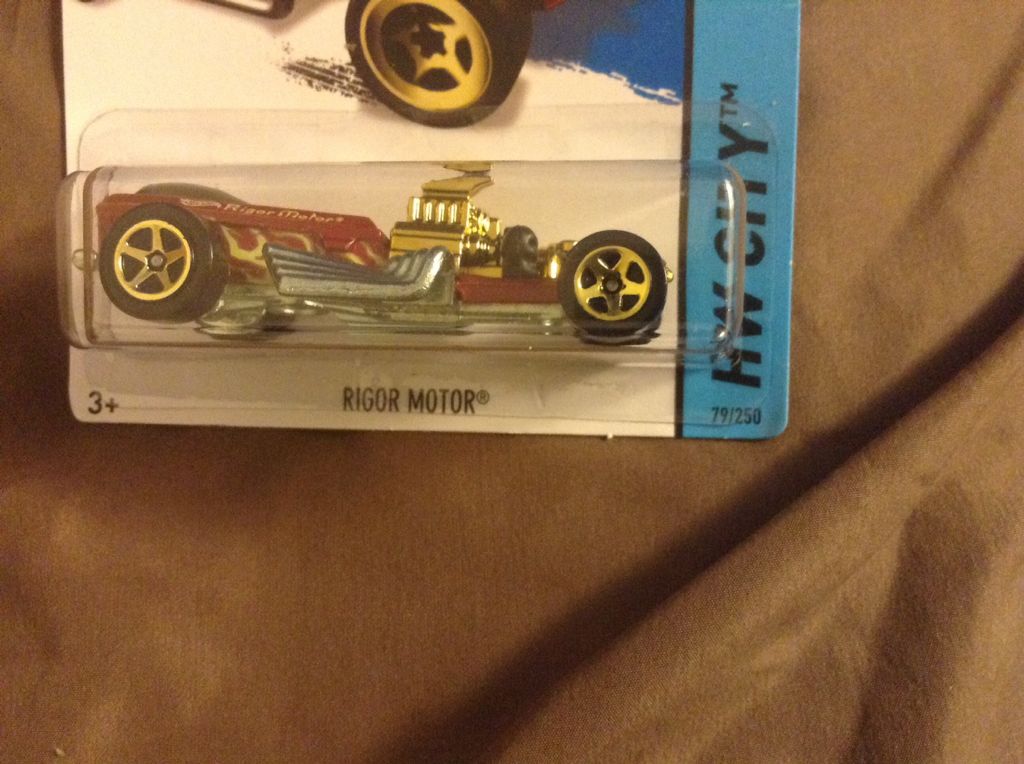 Rigor Motor®
3+
RIGOR MOTOR®
HW CITY™
79/250